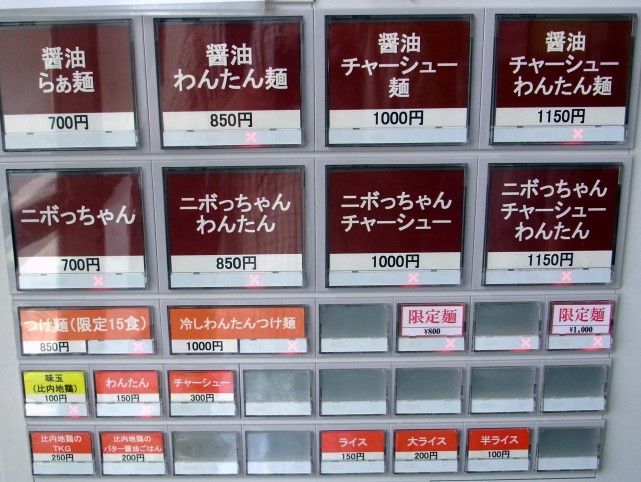 醤油
らぁ麺
700円
醤油
わんたん麺
850円
醤油
チャーシュー
麺
1000円
醤油
チャーシュー
わんたん麺
1150円
ニボっちゃん
700円
ニボっちゃん
わんたん
850円
ニボっちゃん
チャーシュー
1000円
ニボっちゃん
チャーシュー
わんたん
1150円
つけ麺(限定15食)
850円
冷しわんたんつけ麺
1000円
限定麺
¥800
限定麺
¥1,000
味玉
(比内地鶏)
100円
わんたん
150円
チャーシュー
300円
比内地鶏の
TKG
250円
比内地鶏の
バター醤油ごはん
200円
ライス
150円
大ライス
200円
半ライス
100円